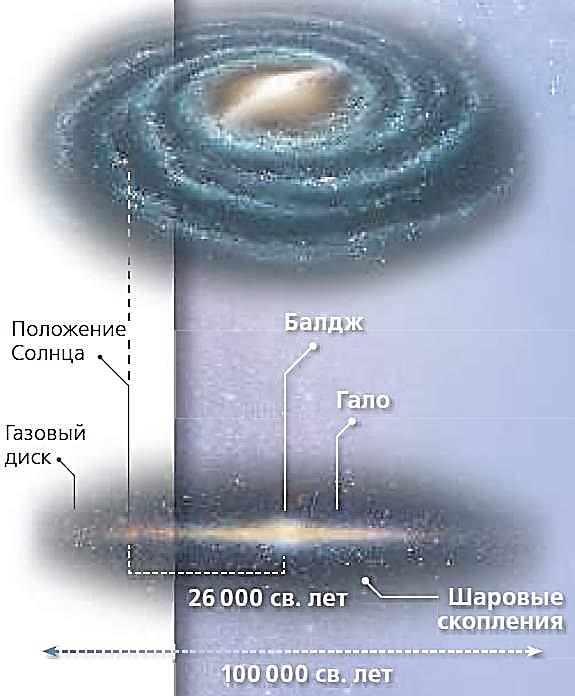 Положение
Солнца
Балдж
Гало
Газовый
диск
26 000 св. лет
Шаровые
скопления
100 000 св. лет